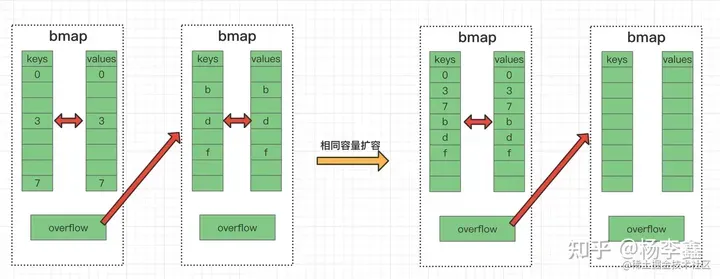 bmap
keys values
0 0
3 3
7 7
overflow
bmap
keys values
b b
d d
f f
overflow
相同容量扩容
bmap
keys values
0 0
3 3
7 7
b b
d d
f f
overflow
bmap
keys values
overflow
知乎 @杨李鑫
@稀土掘金技术社区